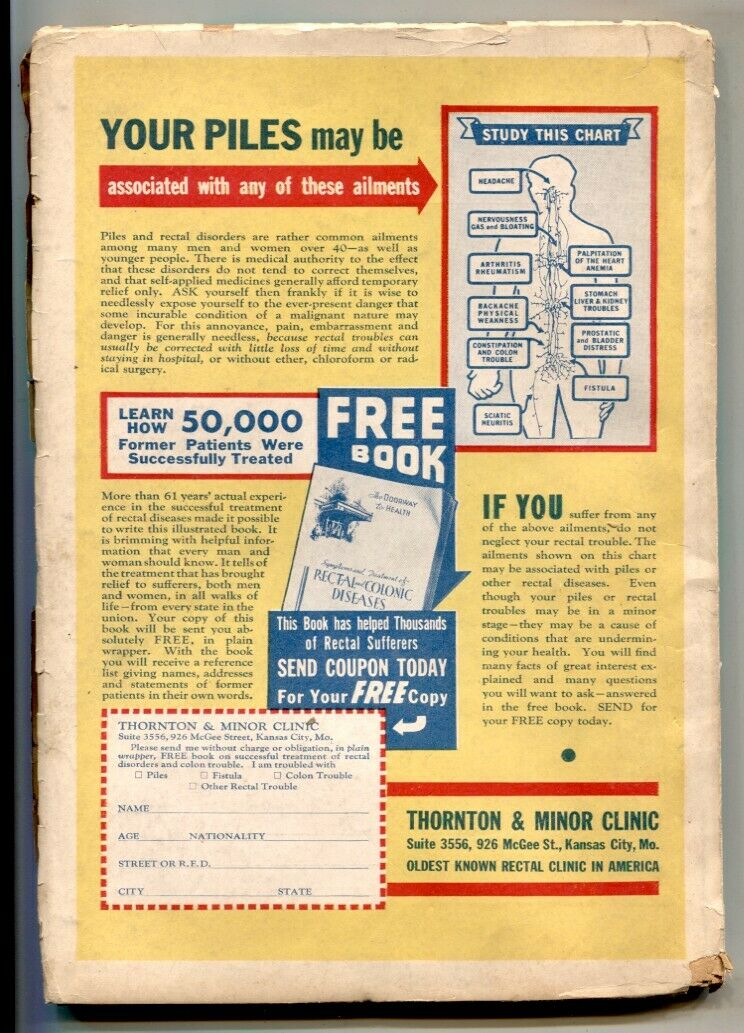 YOUR PILES may be
associated with any of these ailments
Piles and rectal disorders are rather common ailments
among many men and women over 40—as well as
younger people. There is medical authority to the effect
that these disorders do not tend to correct themselves,
and that self-applied medicines generally afford temporary
relief only. ASK yourself then frankly if it is wise to
needlessly expose yourself to the ever-present danger that
some incurable condition of a malignant nature may
develop. For this annoyance, pain, embarrassment and
danger is generally needless, because rectal troubles can
usually be corrected with little loss of time and without
staying in hospital, or without ether, chloroform or rad-
ical surgery.
STUDY THIS CHART
HEADACHE
NERVOUSNESS
GAS and BLOATING
ARTHRITIS
RHEUMATISM
BACKACHE
PHYSICAL
WEAKNESS
CONSTIPATION
AND COLON
TROUBLE
SCIATIC
NEURITIS
PALPITATION
OF THE HEART
ANEMIA
STOMACH
LIVER & KIDNEY
TROUBLES
PROSTATIC
and BLADDER
DISTRESS
FISTULA
LEARN
HOW 50,000
Former Patients Were
Successfully Treated
FREE
BOOK
The DOORWAY
To HEALTH
Symptoms and Treatment of
RECTAL and COLONIC
DISEASES
This Book has helped Thousands
of Rectal Sufferers
SEND COUPON TODAY
For Your FREE Copy
More than 61 years' actual experi-
ence in the successful treatment
of rectal diseases made it possible
to write this illustrated book. It
is brimming with helpful infor-
mation that every man and
woman should know. It tells of
the treatment that has brought
relief to sufferers, both men
and women, in all walks of
life—from every state in the
union. Your copy of this
book will be sent you ab-
solutely FREE, in plain
wrapper. With the book
you will receive a reference
list giving names, addresses
and statements of former
patients in their own words.
IF YOU suffer from any
of the above ailments, do not
neglect your rectal trouble. The
ailments shown on this chart
may be associated with piles or
other rectal diseases. Even
though your piles or rectal
troubles may be in a minor
stage—they may be a cause of
conditions that are undermin-
ing your health. You will find
many facts of great interest ex-
plained and many questions
you will want to ask—answered
in the free book. SEND for
your FREE copy today.
THORNTON & MINOR CLINIC
Suite 3556, 926 McGee Street, Kansas City, Mo.
Please send me without charge or obligation, in plain
wrapper, FREE book on successful treatment of rectal
disorders and colon trouble. I am troubled with
☐ Piles ☐ Fistula ☐ Colon Trouble
☐ Other Rectal Trouble
NAME
AGE NATIONALITY
STREET OR R.F.D.
CITY STATE
THORNTON & MINOR CLINIC
Suite 3556, 926 McGee St., Kansas City, Mo.
OLDEST KNOWN RECTAL CLINIC IN AMERICA